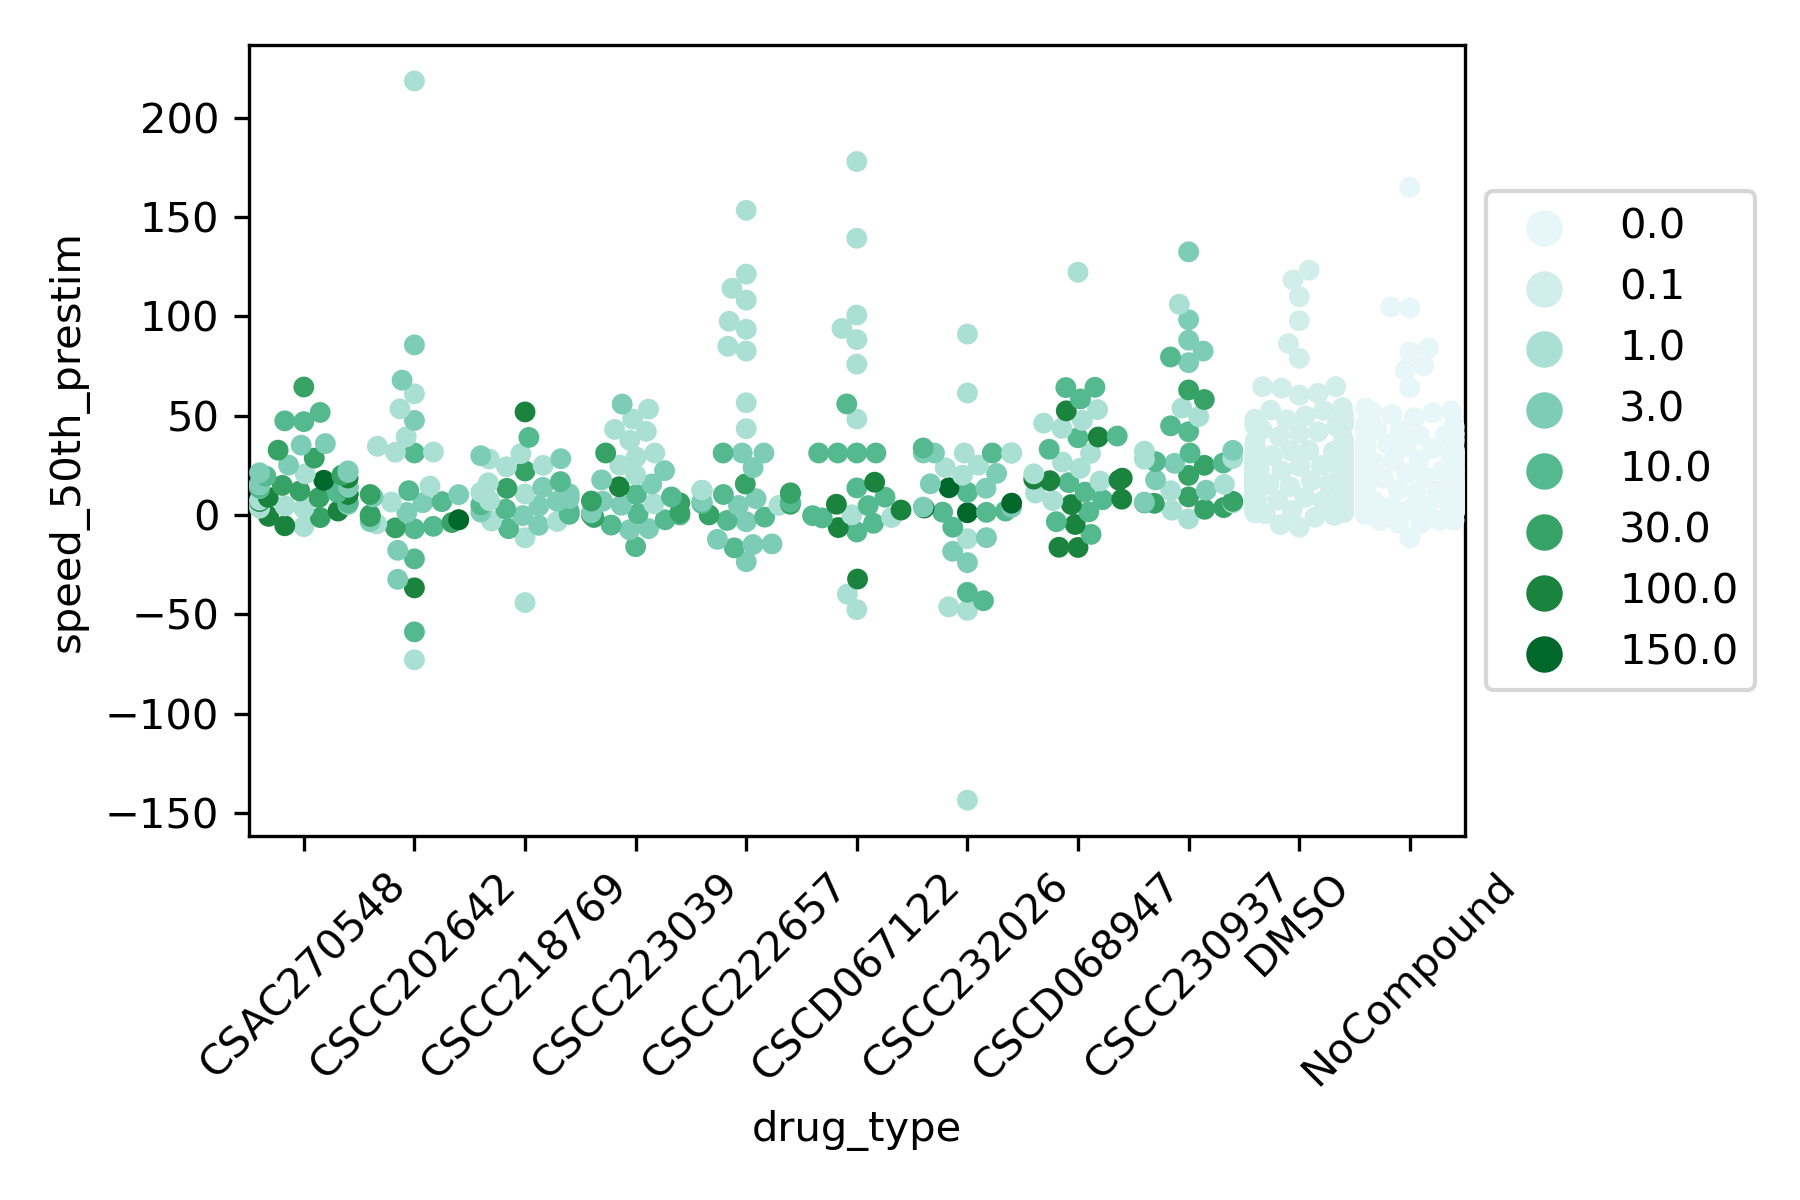 speed_50th_prestim
200
150
100
50
0
−50
−100
−150
CSAC270548
CSCC202642
CSCC218769
CSCC223039
CSCC222657
CSCD067122
CSCC232026
CSCD068947
CSCC230937
DMSO
NoCompound
drug_type
0.0
0.1
1.0
3.0
10.0
30.0
100.0
150.0